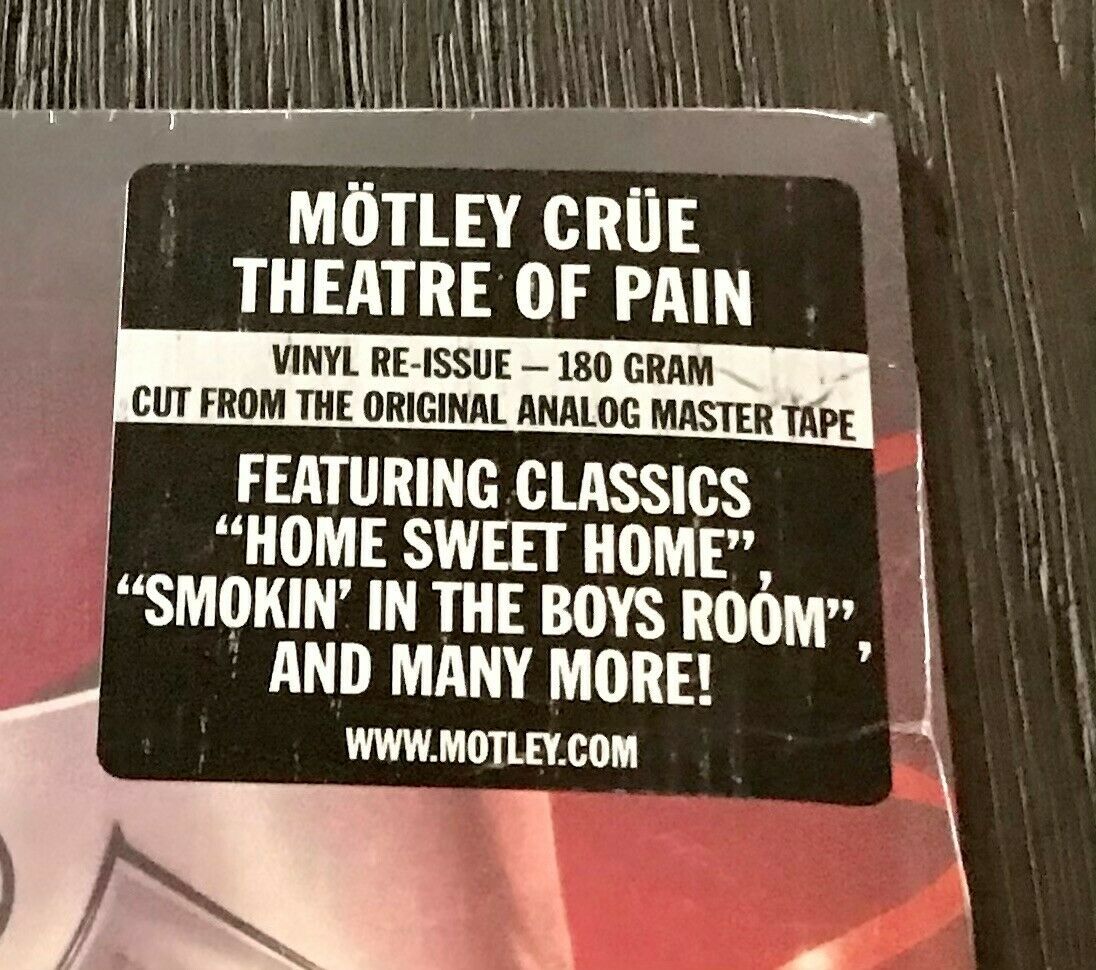 MÖTLEY CRÜE
THEATRE OF PAIN
VINYL RE-ISSUE – 180 GRAM
CUT FROM THE ORIGINAL ANALOG MASTER TAPE
FEATURING CLASSICS
“HOME SWEET HOME”,
“SMOKIN’ IN THE BOYS ROOM”,
AND MANY MORE!
WWW.MOTLEY.COM